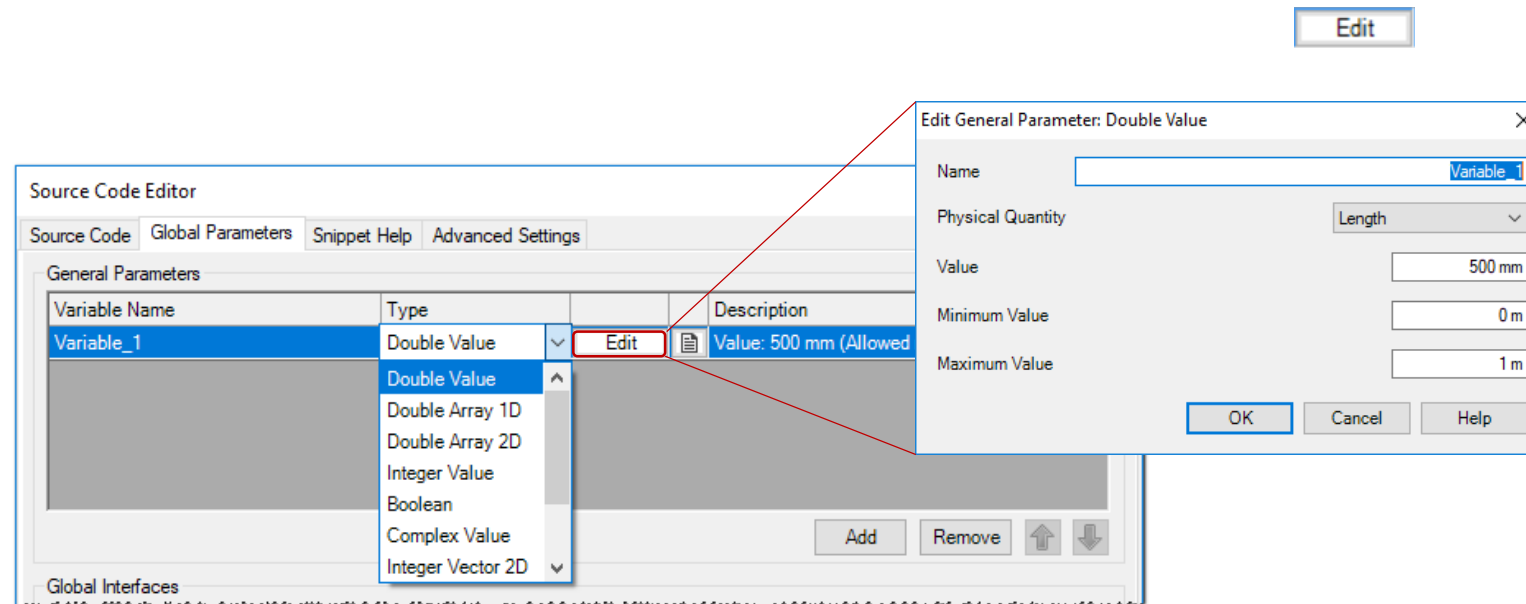 Edit
Edit General Parameter: Double Value
Name
Variable_1
Physical Quantity
Length
Value
500 mm
Minimum Value
0 m
Maximum Value
1 m
OK Cancel Help
Source Code Editor
Source Code Global Parameters Snippet Help Advanced Settings
General Parameters
Variable Name Type Description
Variable_1 Double Value Edit Value: 500 mm (Allowed
Double Value
Double Array 1D
Double Array 2D
Integer Value
Boolean
Complex Value
Integer Vector 2D
Add Remove
Global Interfaces